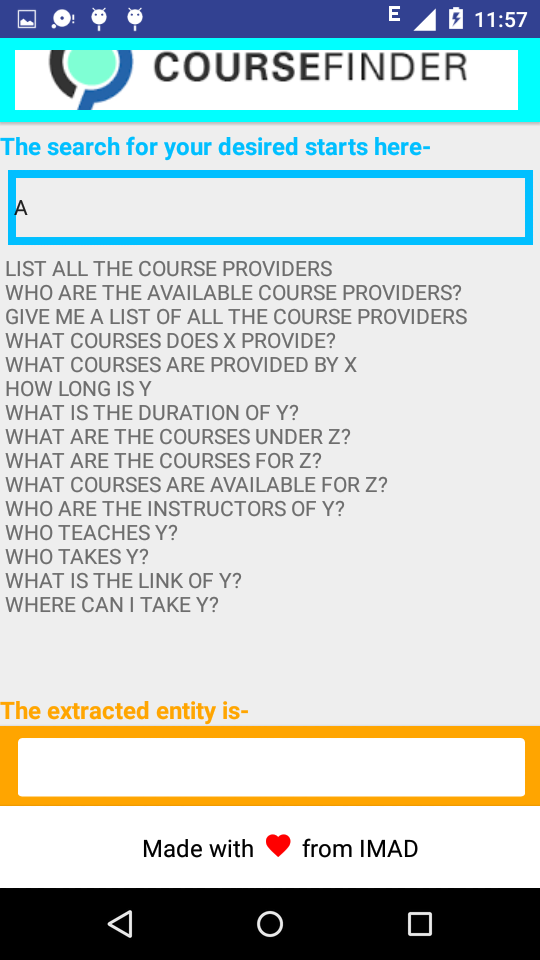 E 11:57
COURSEFINDER
The search for your desired starts here-
A
LIST ALL THE COURSE PROVIDERS
WHO ARE THE AVAILABLE COURSE PROVIDERS?
GIVE ME A LIST OF ALL THE COURSE PROVIDERS
WHAT COURSES DOES X PROVIDE?
WHAT COURSES ARE PROVIDED BY X
HOW LONG IS Y
WHAT IS THE DURATION OF Y?
WHAT ARE THE COURSES UNDER Z?
WHAT ARE THE COURSES FOR Z?
WHAT COURSES ARE AVAILABLE FOR Z?
WHO ARE THE INSTRUCTORS OF Y?
WHO TEACHES Y?
WHO TAKES Y?
WHAT IS THE LINK OF Y?
WHERE CAN I TAKE Y?
The extracted entity is-
Made with ❤ from IMAD